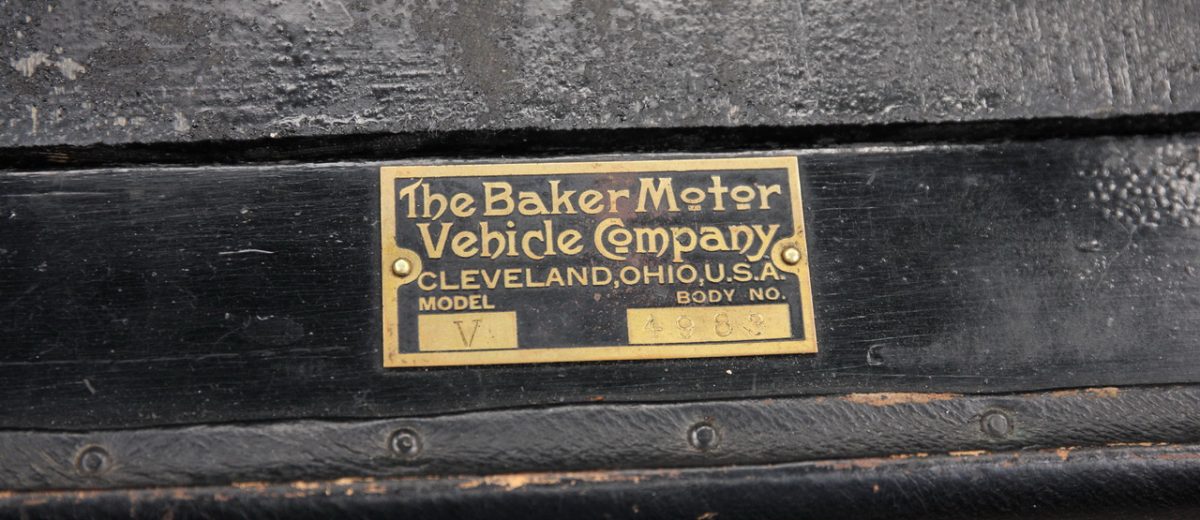 The Baker Motor
Vehicle Company
CLEVELAND, OHIO, U.S.A.
MODEL BODY NO.
V 4983